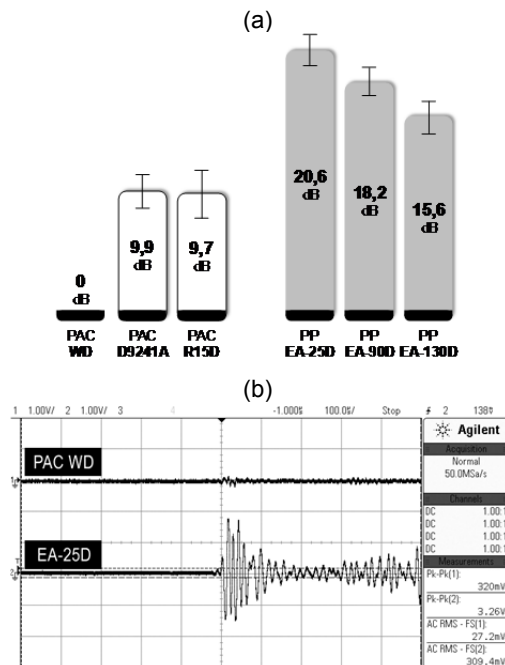 (a)
20,6
dB
18,2
dB
15,6
dB
9,9
dB
9,7
dB
0
dB
PAC
WD
PAC
D9241A
PAC
R15D
PP
EA-25D
PP
EA-90D
PP
EA-130D
(b)
1 1.00V/ 2 1.00V/ 3 4 -1.000s 100.0s/ Stop 2 138
Agilent
Acquisition
Normal
50.0MSa/s
Channels
DC 1.00:1
DC 1.00:1
DC 1.00:1
DC 1.00:1
Measurements
Pk-Pk(1):
320mV
Pk-Pk(2):
3.26V
AC RMS - FS(1):
27.2mV
AC RMS - FS(2):
309.4mV
PAC WD
EA-25D